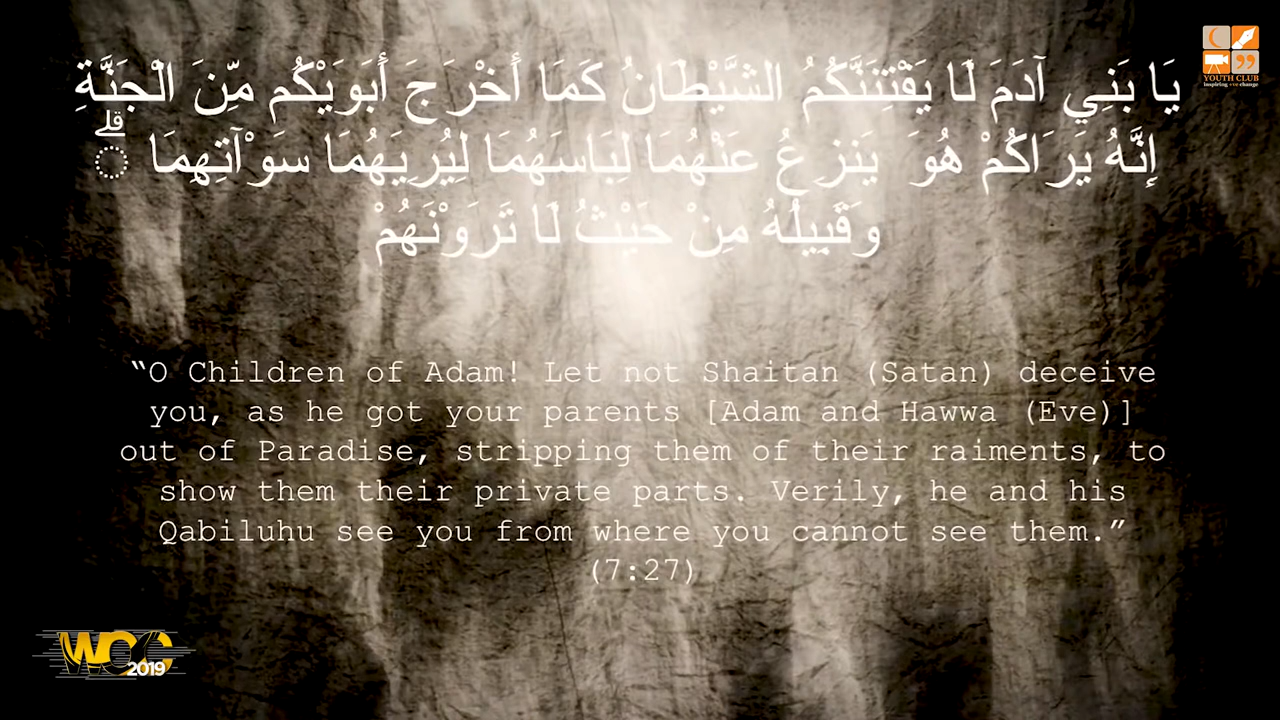 يَا بَنِي آدَمَ لَا يَفْتِنَنَّكُمُ الشَّيْطَانُ كَمَا أَخْرَجَ أَبَوَيْكُم مِّنَ الْجَنَّةِ
إِنَّهُ يَرَاكُمْ هُوَ يَنزِعُ عَنْهُمَا لِبَاسَهُمَا لِيُرِيَهُمَا سَوْآتِهِمَا ۗ
وَقَبِيلُهُ مِنْ حَيْثُ لَا تَرَوْنَهُمْ
YOUTH CLUB
Inspiring +ve change
“O Children of Adam! Let not Shaitan (Satan) deceive
you, as he got your parents [Adam and Hawwa (Eve)]
out of Paradise, stripping them of their raiments, to
show them their private parts. Verily, he and his
Qabiluhu see you from where you cannot see them.”
(7:27)
2019